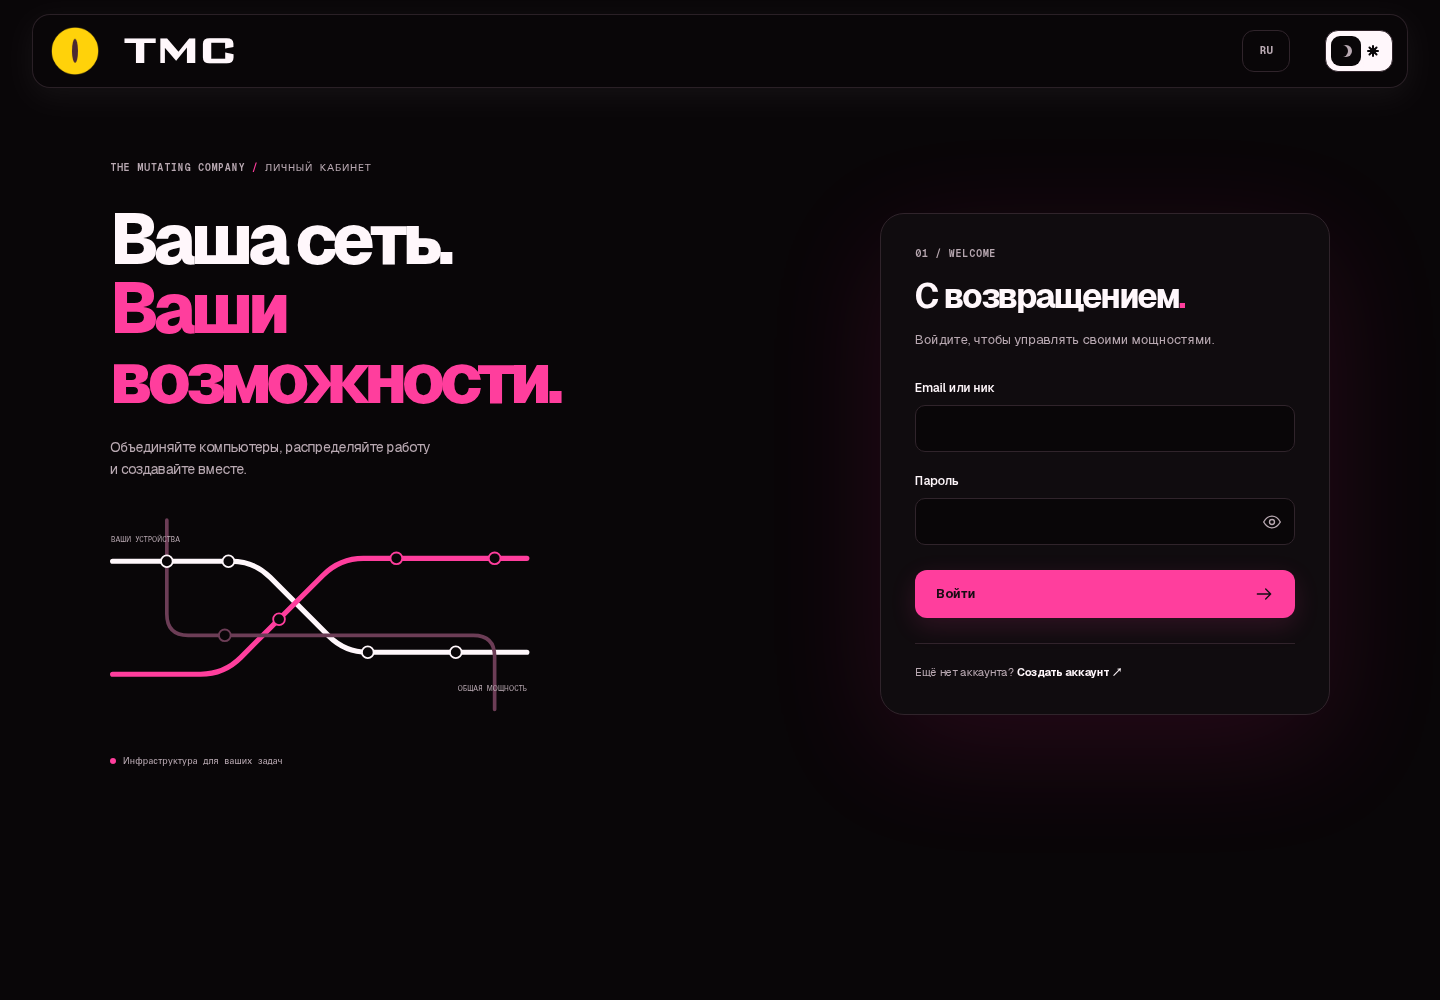 TMC
RU
THE MUTATING COMPANY / ЛИЧНЫЙ КАБИНЕТ
Ваша сеть.
Ваши
возможности.
Объединяйте компьютеры, распределяйте работу
и создавайте вместе.
ВАШИ УСТРОЙСТВА
ОБЩАЯ МОЩНОСТЬ
Инфраструктура для ваших задач
01 / WELCOME
С возвращением.
Войдите, чтобы управлять своими мощностями.
Email или ник
Пароль
Войти →
Ещё нет аккаунта? Создать аккаунт ↗